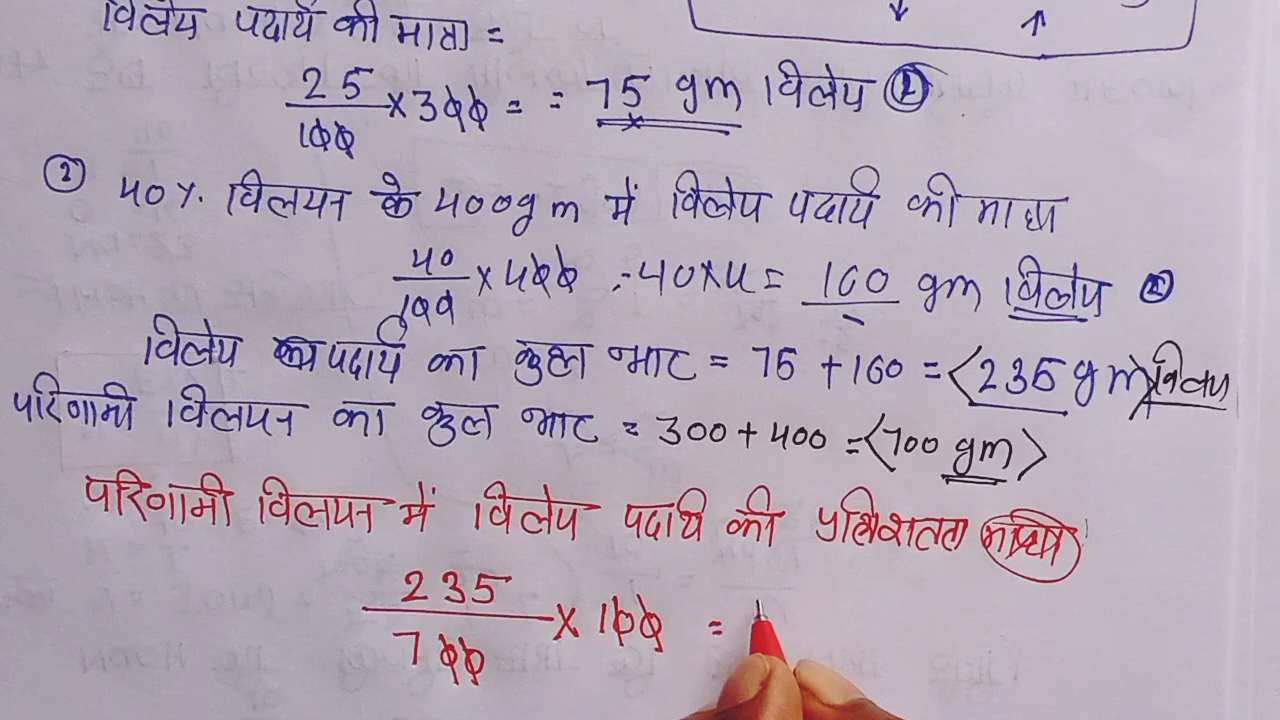 विलेय पदार्थ की मात्रा =
25/100 × 300 = = 75 gm विलेय ①
② 40% विलयन के 400gm में विलेय पदार्थ की मात्रा
40/100 × 400 = 40×4 = 160 gm विलेय ②
विलेय पदार्थ का कुल भार = 75 + 160 = <235 gm> विलेय
परिणामी विलयन का कुल भार = 300 + 400 = <700 gm>
परिणामी विलयन में विलेय पदार्थ की प्रतिशतता
235/700 × 100 =